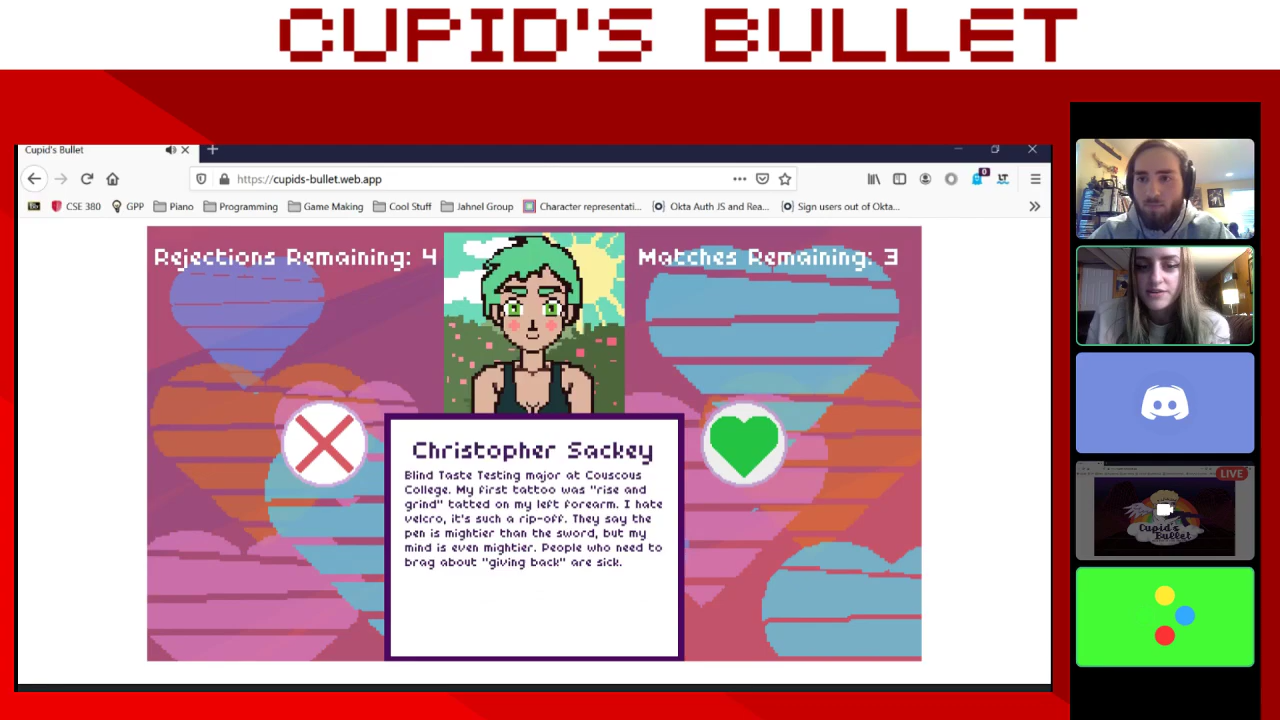 CUPID'S BULLET
Cupid's Bullet
https://cupids-bullet.web.app
0
CSE 380
GPP
Piano
Programming
Game Making
Cool Stuff
Jahnel Group
Character representati...
Okta Auth JS and Rea...
Sign users out of Okta...
Rejections Remaining: 4
Matches Remaining: 3
Christopher Sackey
Blind Taste Testing major at Couscous
College. My first tattoo was "rise and
grind" tatted on my left forearm. I hate
velcro, it's such a rip-off. They say the
pen is mightier than the sword, but my
mind is even mightier. People who need to
brag about "giving back" are sick.
LIVE
Cupid's
Bullet